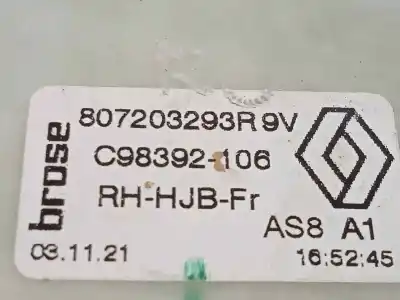 brose
807203293R 9V
C98392-106
RH-HJB-Fr
AS8 A1
03.11.21
16:52:45